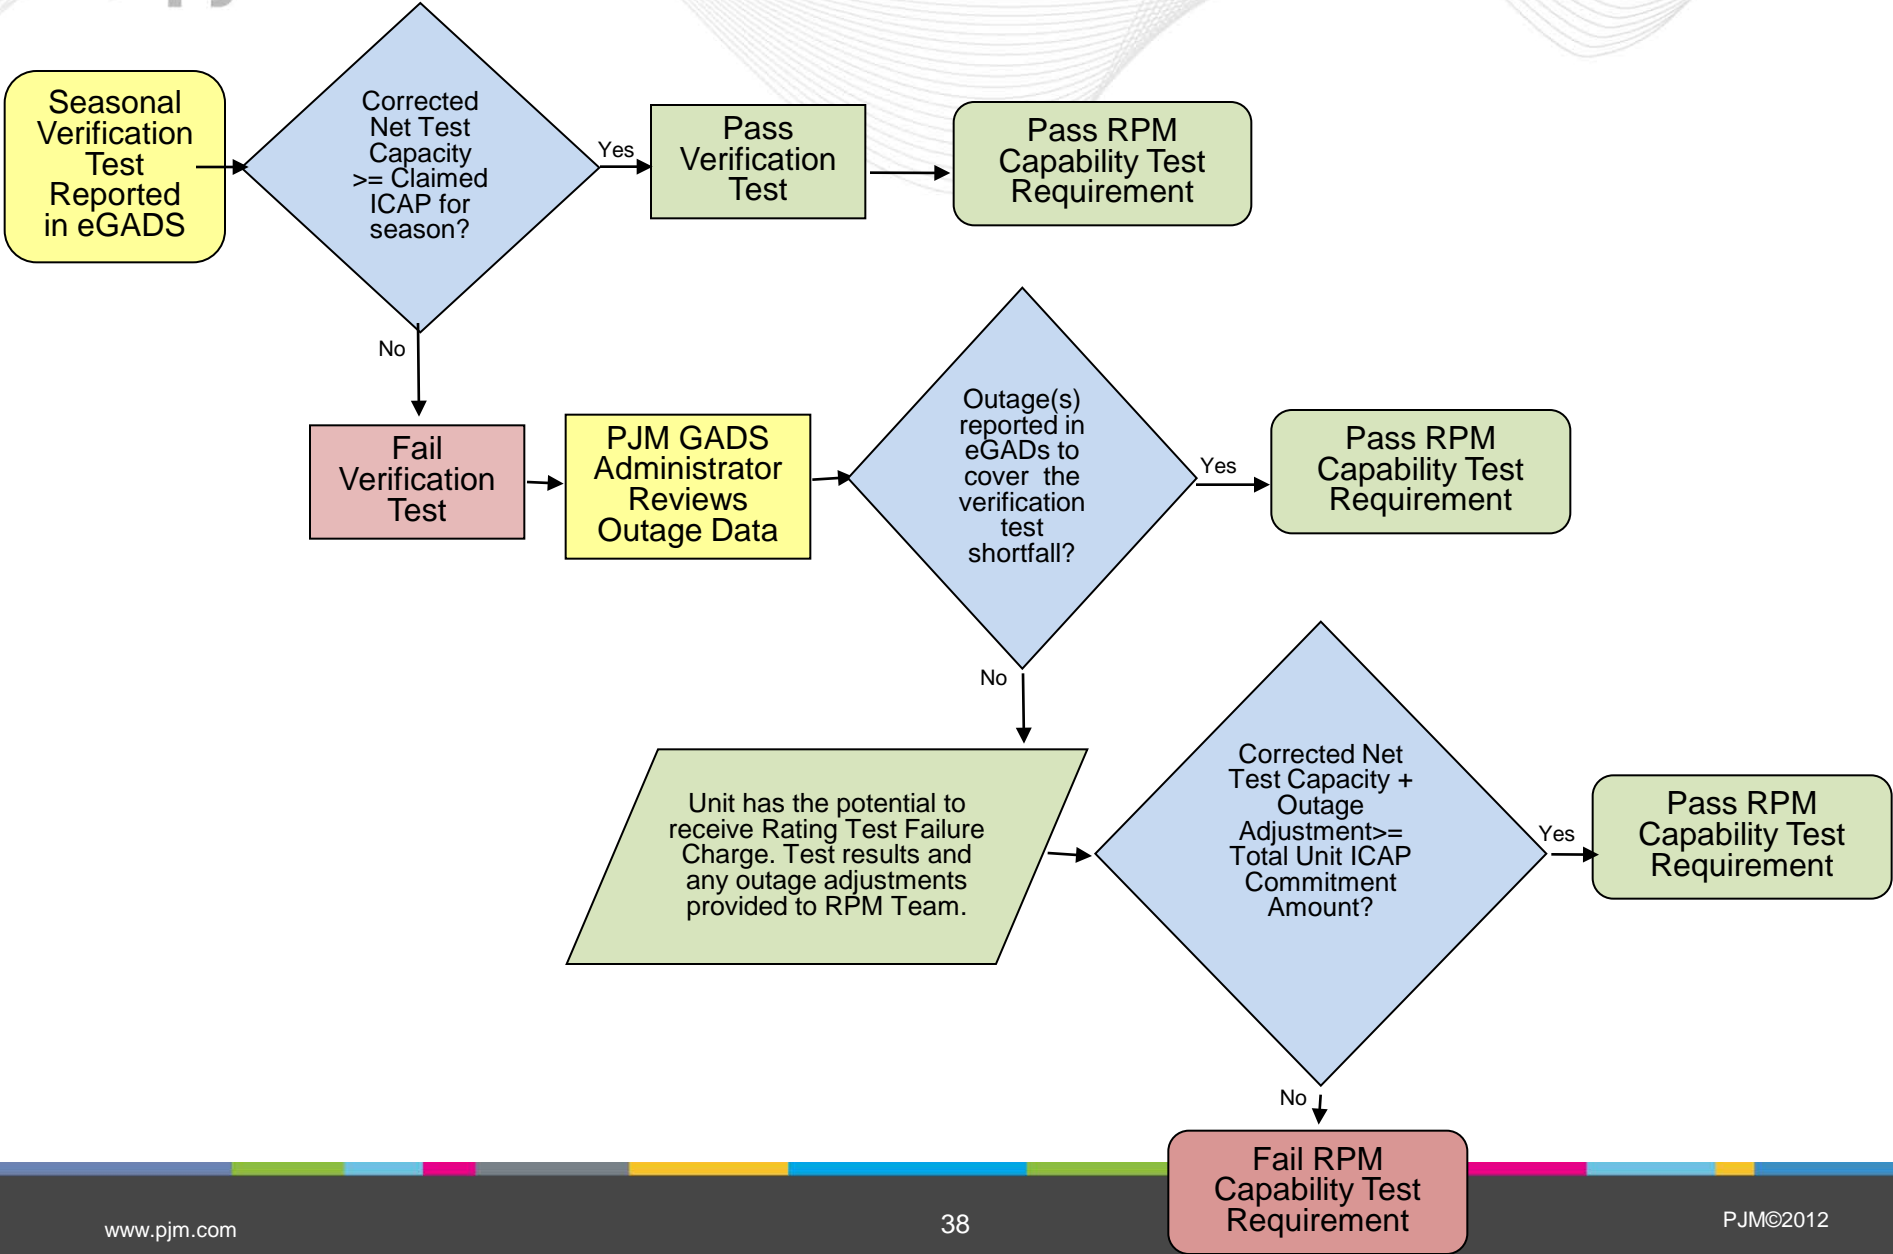 Seasonal
Verification
Test
Reported
in eGADS
Corrected
Net Test
Capacity
>= Claimed
ICAP for
season?
Yes
Pass
Verification
Test
Pass RPM
Capability Test
Requirement
No
Fail
Verification
Test
PJM GADS
Administrator
Reviews
Outage Data
Outage(s)
reported in
eGADs to
cover the
verification
test
shortfall?
Yes
Pass RPM
Capability Test
Requirement
No
Unit has the potential to
receive Rating Test Failure
Charge. Test results and
any outage adjustments
provided to RPM Team.
Corrected Net
Test Capacity +
Outage
Adjustment>=
Total Unit ICAP
Commitment
Amount?
Yes
Pass RPM
Capability Test
Requirement
No
Fail RPM
Capability Test
Requirement
www.pjm.com
38
PJM©2012